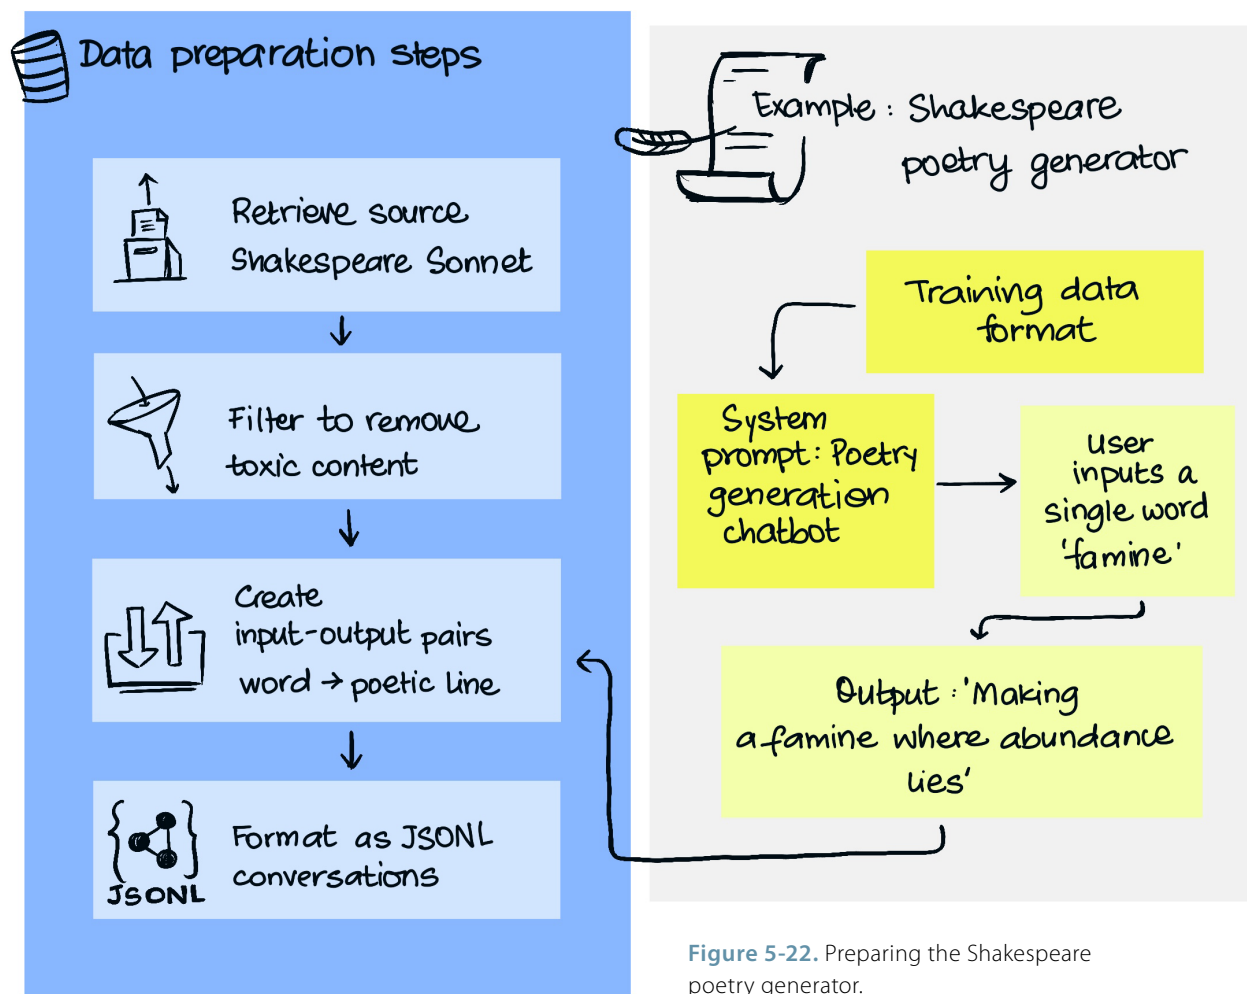 Data preparation steps
Retrieve source
Shakespeare Sonnet
Filter to remove
toxic content
Create
input-output pairs
word → poetic line
JSONL
Format as JSONL
conversations
Example: Shakespeare
poetry generator
Training data
format
System
prompt: Poetry
generation
chatbot
User
inputs a
single word
'famine'
Output: 'Making
a famine where abundance
lies'
Figure 5-22. Preparing the Shakespeare
poetry generator.